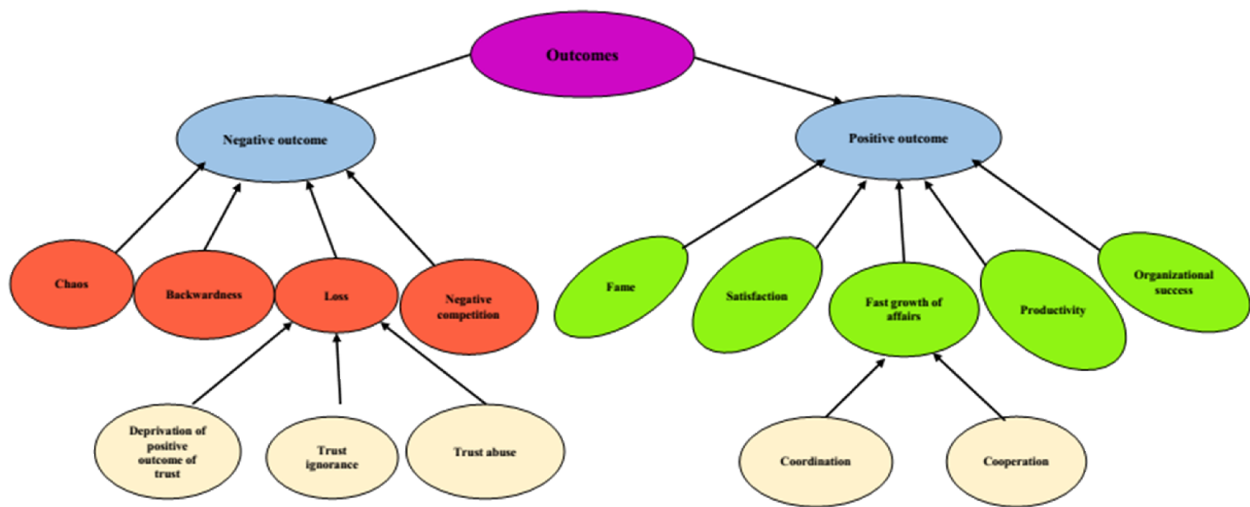 Outcomes
Negative outcome
Positive outcome
Chaos
Backwardness
Loss
Negative
competition
Fame
Satisfaction
Fast growth of
affairs
Productivity
Organizational
success
Deprivation of
positive
outcome of
trust
Trust
ignorance
Trust abuse
Coordination
Cooperation